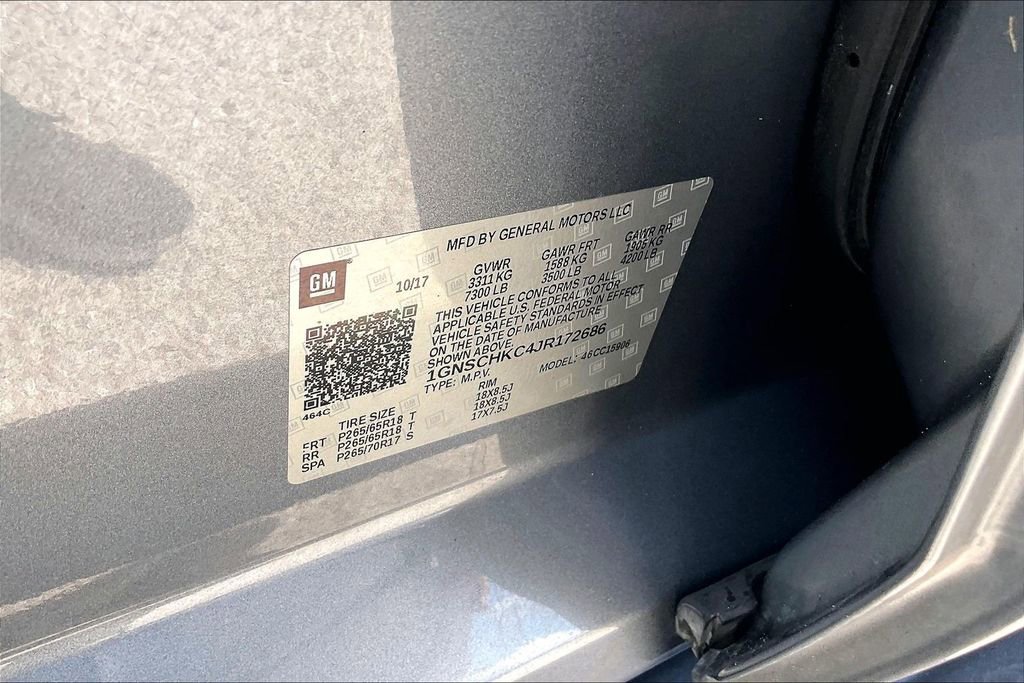 MFD BY GENERAL MOTORS LLC
GM
10/17
GVWR GAWR FRT GAWR RR
3311 KG 1588 KG 1905 KG
7300 LB 3500 LB 4200 LB
THIS VEHICLE CONFORMS TO ALL
APPLICABLE U.S. FEDERAL MOTOR
VEHICLE SAFETY STANDARDS IN EFFECT
ON THE DATE OF MANUFACTURE
SHOWN ABOVE.
1GNSCHKC4JR172686
TYPE: M.P.V. MODEL: 46CC15906
464C
TIRE SIZE RIM
FRT P265/65R18 T 18X8.5J
RR P265/65R18 T 18X8.5J
SPA P265/70R17 S 17X7.5J